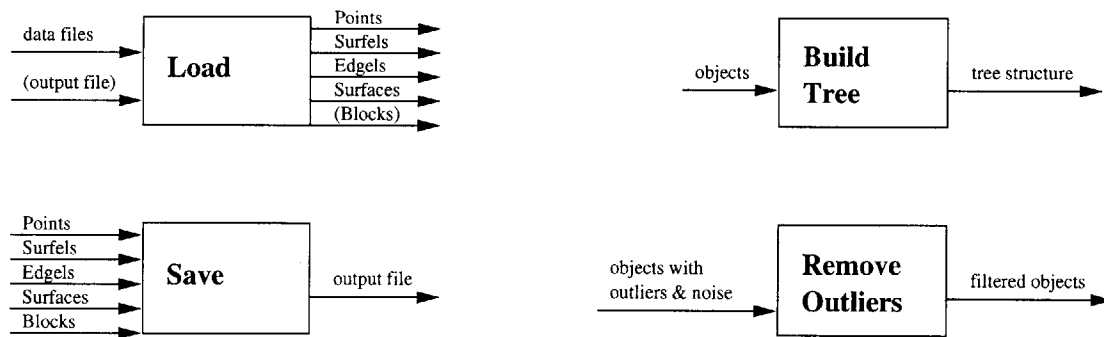 data files
(output file)
Load
Points
Surfels
Edgels
Surfaces
(Blocks)
objects
Build
Tree
tree structure
Points
Surfels
Edgels
Surfaces
Blocks
Save
output file
objects with
outliers & noise
Remove
Outliers
filtered objects